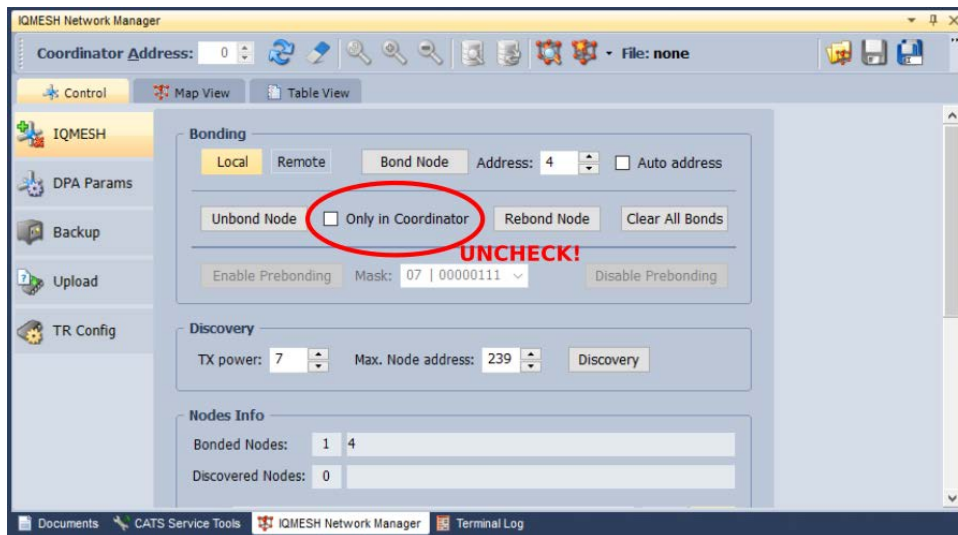 IQMESH Network Manager
Coordinator Address: 0 File: none
Control Map View Table View
IQMESH
DPA Params
Backup
Upload
TR Config
Bonding
Local Remote Bond Node Address: 4 Auto address
Unbond Node Only in Coordinator Rebond Node Clear All Bonds
UNCHECK!
Enable Prebonding Mask: 07 | 00000111 Disable Prebonding
Discovery
TX power: 7 Max. Node address: 239 Discovery
Nodes Info
Bonded Nodes: 1 4
Discovered Nodes: 0
Documents CATS Service Tools IQMESH Network Manager Terminal Log